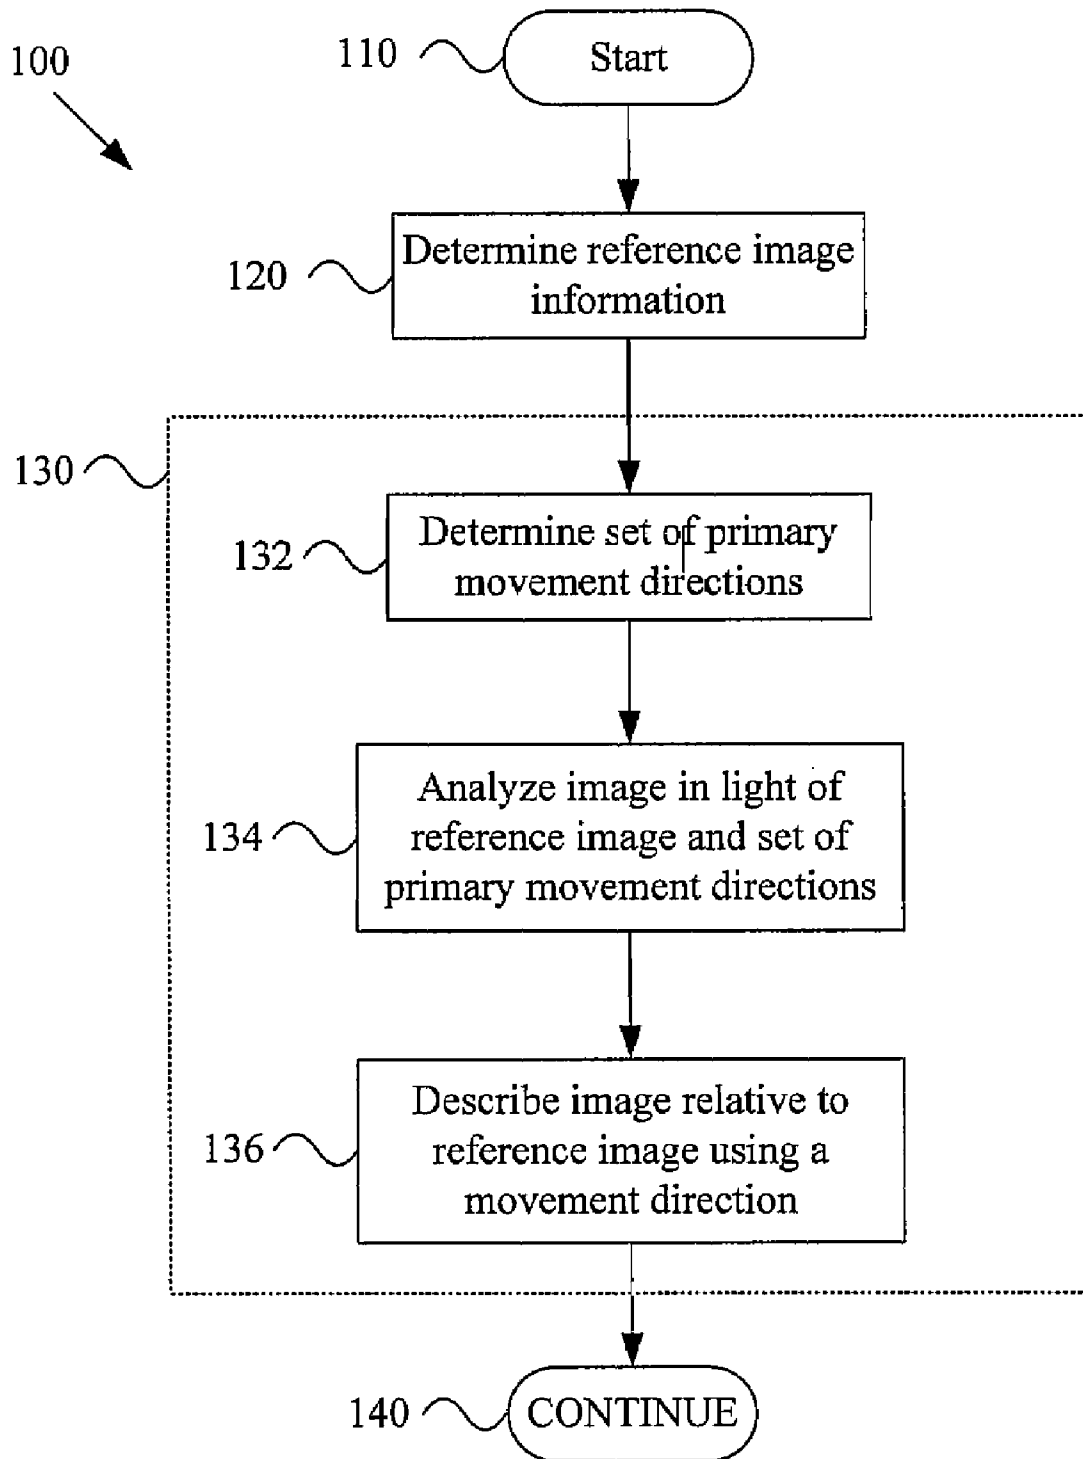 100
110
Start
120
Determine reference image
information
130
132
Determine set of primary
movement directions
134
Analyze image in light of
reference image and set of
primary movement directions
136
Describe image relative to
reference image using a
movement direction
140
CONTINUE